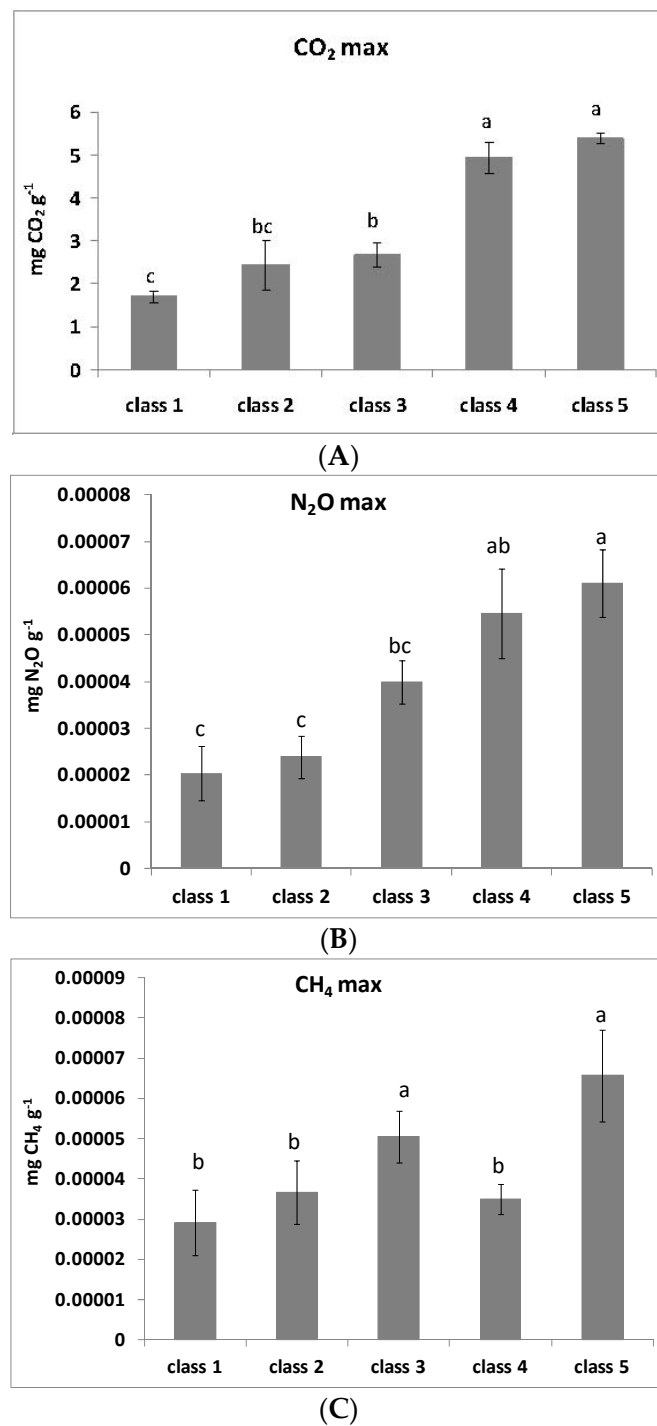 CO₂ max
mg CO₂ g⁻¹
6
5
4
3
2
1
0
c
bc
b
a
a
class 1 class 2 class 3 class 4 class 5
(A)
N₂O max
mg N₂O g⁻¹
0.00008
0.00007
0.00006
0.00005
0.00004
0.00003
0.00002
0.00001
0
c
c
bc
ab
a
class 1 class 2 class 3 class 4 class 5
(B)
CH₄ max
mg CH₄ g⁻¹
0.00009
0.00008
0.00007
0.00006
0.00005
0.00004
0.00003
0.00002
0.00001
0
b
b
a
b
a
class 1 class 2 class 3 class 4 class 5
(C)